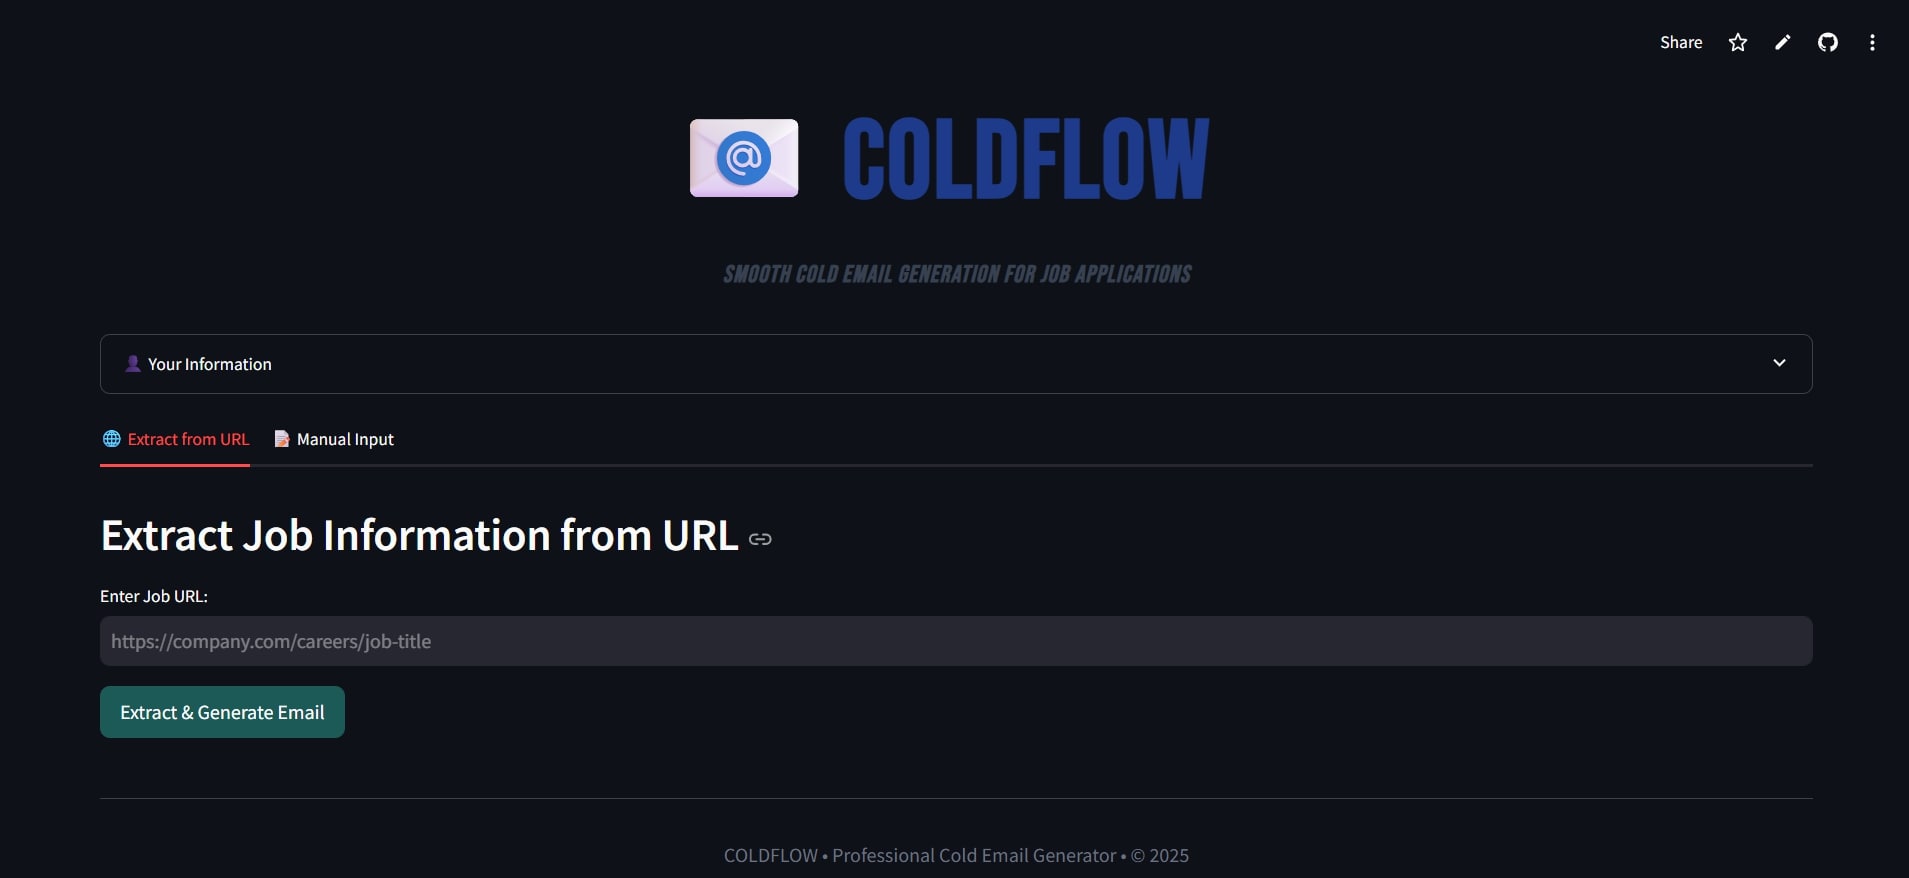 Share
COLDFLOW
SMOOTH COLD EMAIL GENERATION FOR JOB APPLICATIONS
Your Information
Extract from URL Manual Input
Extract Job Information from URL
Enter Job URL:
https://company.com/careers/job-title
Extract & Generate Email
COLDFLOW • Professional Cold Email Generator • © 2025